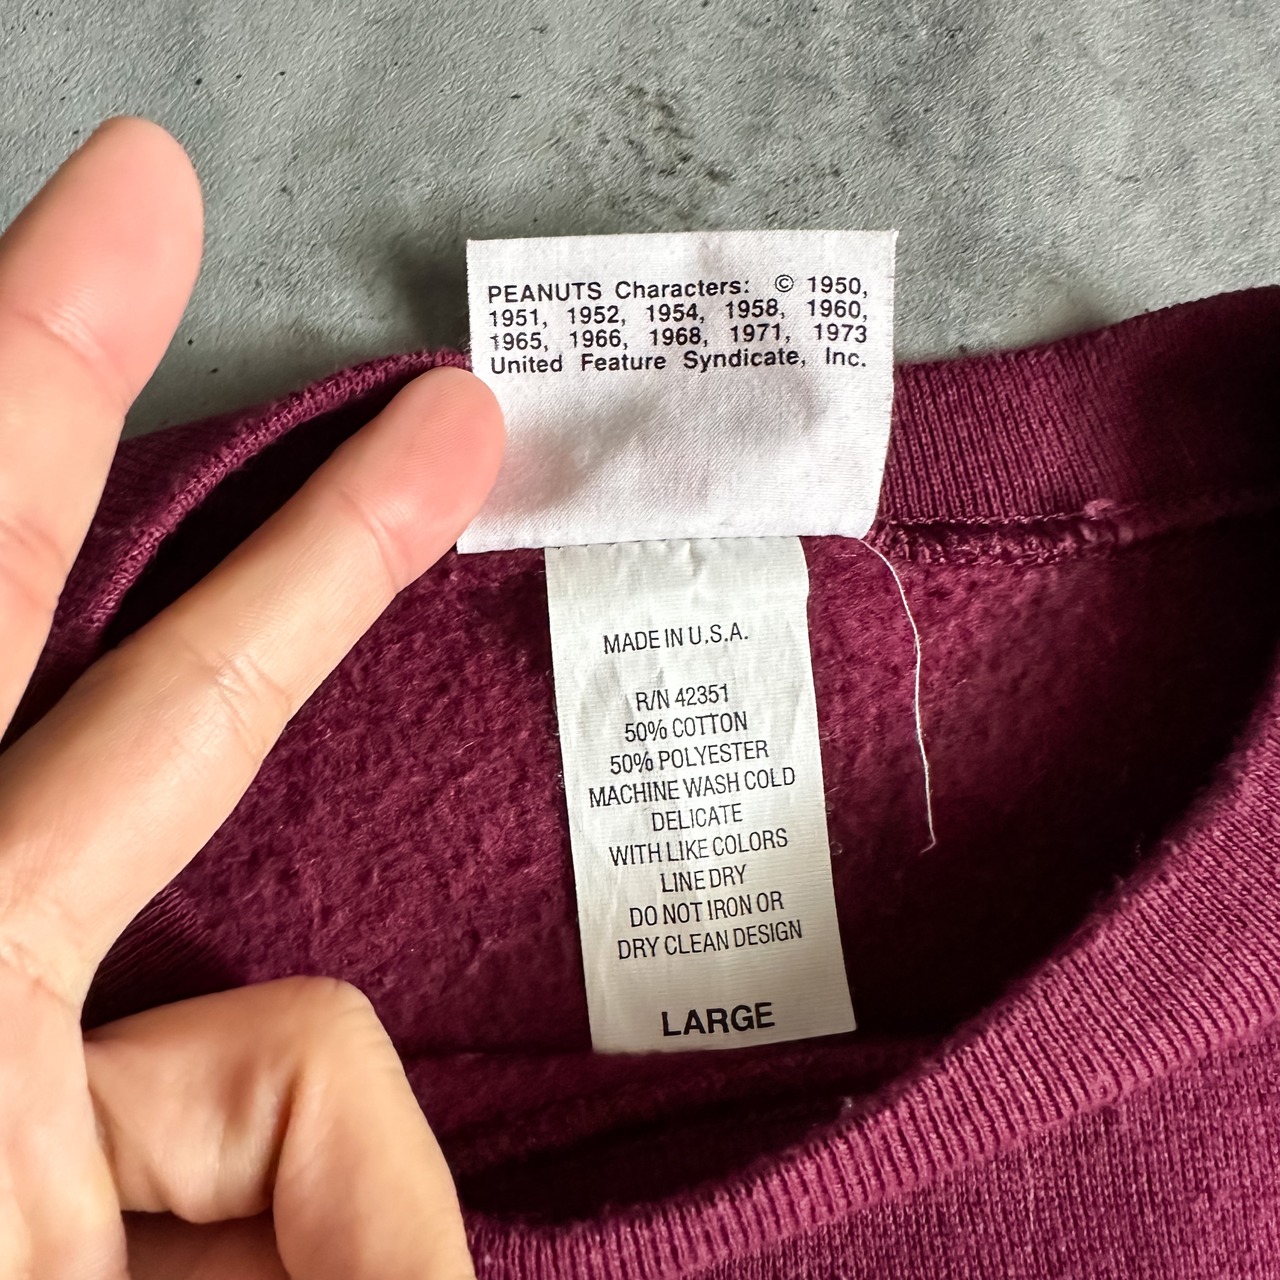 PEANUTS Characters: © 1950,
1951, 1952, 1954, 1958, 1960,
1965, 1966, 1968, 1971, 1973
United Feature Syndicate, Inc.
MADE IN U.S.A.
R/N 42351
50% COTTON
50% POLYESTER
MACHINE WASH COLD
DELICATE
WITH LIKE COLORS
LINE DRY
DO NOT IRON OR
DRY CLEAN DESIGN
LARGE